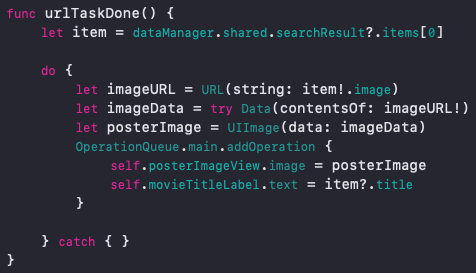 func urlTaskDone() {
let item = dataManager.shared.searchResult?.items[0]
do {
let imageURL = URL(string: item!.image)
let imageData = try Data(contentsOf: imageURL!)
let posterImage = UIImage(data: imageData)
OperationQueue.main.addOperation {
self.posterImageView.image = posterImage
self.movieTitleLabel.text = item?.title
}
} catch { }
}